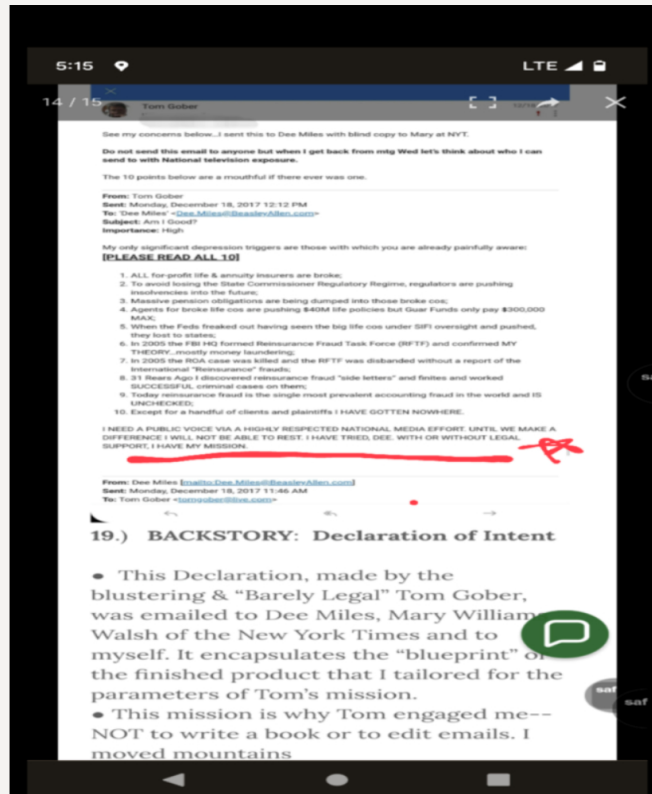 5:15
LTE
14 / 15
Tom Gober
See my concerns below...I sent this to Dee Miles with blind copy to Mary at NYT.
Do not send this email to anyone but when I get back from mtg Wed let's think about who I can
send to with National television exposure.
The 10 points below are a mouthful if there ever was one.
From: Tom Gober
Sent: Monday, December 18, 2017 12:12 PM
To: 'Dee Miles' <Dee.Miles@BeasleyAllen.com>
Subject: Am I Good?
Importance: High
My only significant depression triggers are those with which you are already painfully aware:
[PLEASE READ ALL 10]
1. ALL for-profit life & annuity insurers are broke;
2. To avoid losing the State Commissioner Regulatory Regime, regulators are pushing
insolvencies into the future;
3. Massive pension obligations are being dumped into those broke cos;
4. Agents for broke life cos are pushing $40M life policies but Guar Funds only pay $300,000
MAX;
5. When the Feds freaked out having seen the big life cos under SIFI oversight and pushed,
they lost to states;
6. In 2005 the FBI HQ formed Reinsurance Fraud Task Force (RFTF) and confirmed MY
THEORY...mostly money laundering;
7. In 2005 the ROA case was killed and the RFTF was disbanded without a report of the
International "Reinsurance" frauds;
8. 31 Rears Ago I discovered reinsurance fraud "side letters" and finites and worked
SUCCESSFUL criminal cases on them;
9. Today reinsurance fraud is the single most prevalent accounting fraud in the world and IS
UNCHECKED;
10. Except for a handful of clients and plaintiffs I HAVE GOTTEN NOWHERE.
I NEED A PUBLIC VOICE VIA A HIGHLY RESPECTED NATIONAL MEDIA EFFORT. UNTIL WE MAKE A
DIFFERENCE I WILL NOT BE ABLE TO REST. I HAVE TRIED, DEE. WITH OR WITHOUT LEGAL
SUPPORT, I HAVE MY MISSION.
From: Dee Miles [mailto:Dee.Miles@BeasleyAllen.com]
Sent: Monday, December 18, 2017 11:46 AM
To: Tom Gober <tomgober@live.com>
19.) BACKSTORY: Declaration of Intent
● This Declaration, made by the
blustering & “Barely Legal” Tom Gober,
was emailed to Dee Miles, Mary William
Walsh of the New York Times and to
myself. It encapsulates the “blueprint” of
the finished product that I tailored for the
parameters of Tom’s mission.
● This mission is why Tom engaged me--
NOT to write a book or to edit emails. I
moved mountains
saf
saf